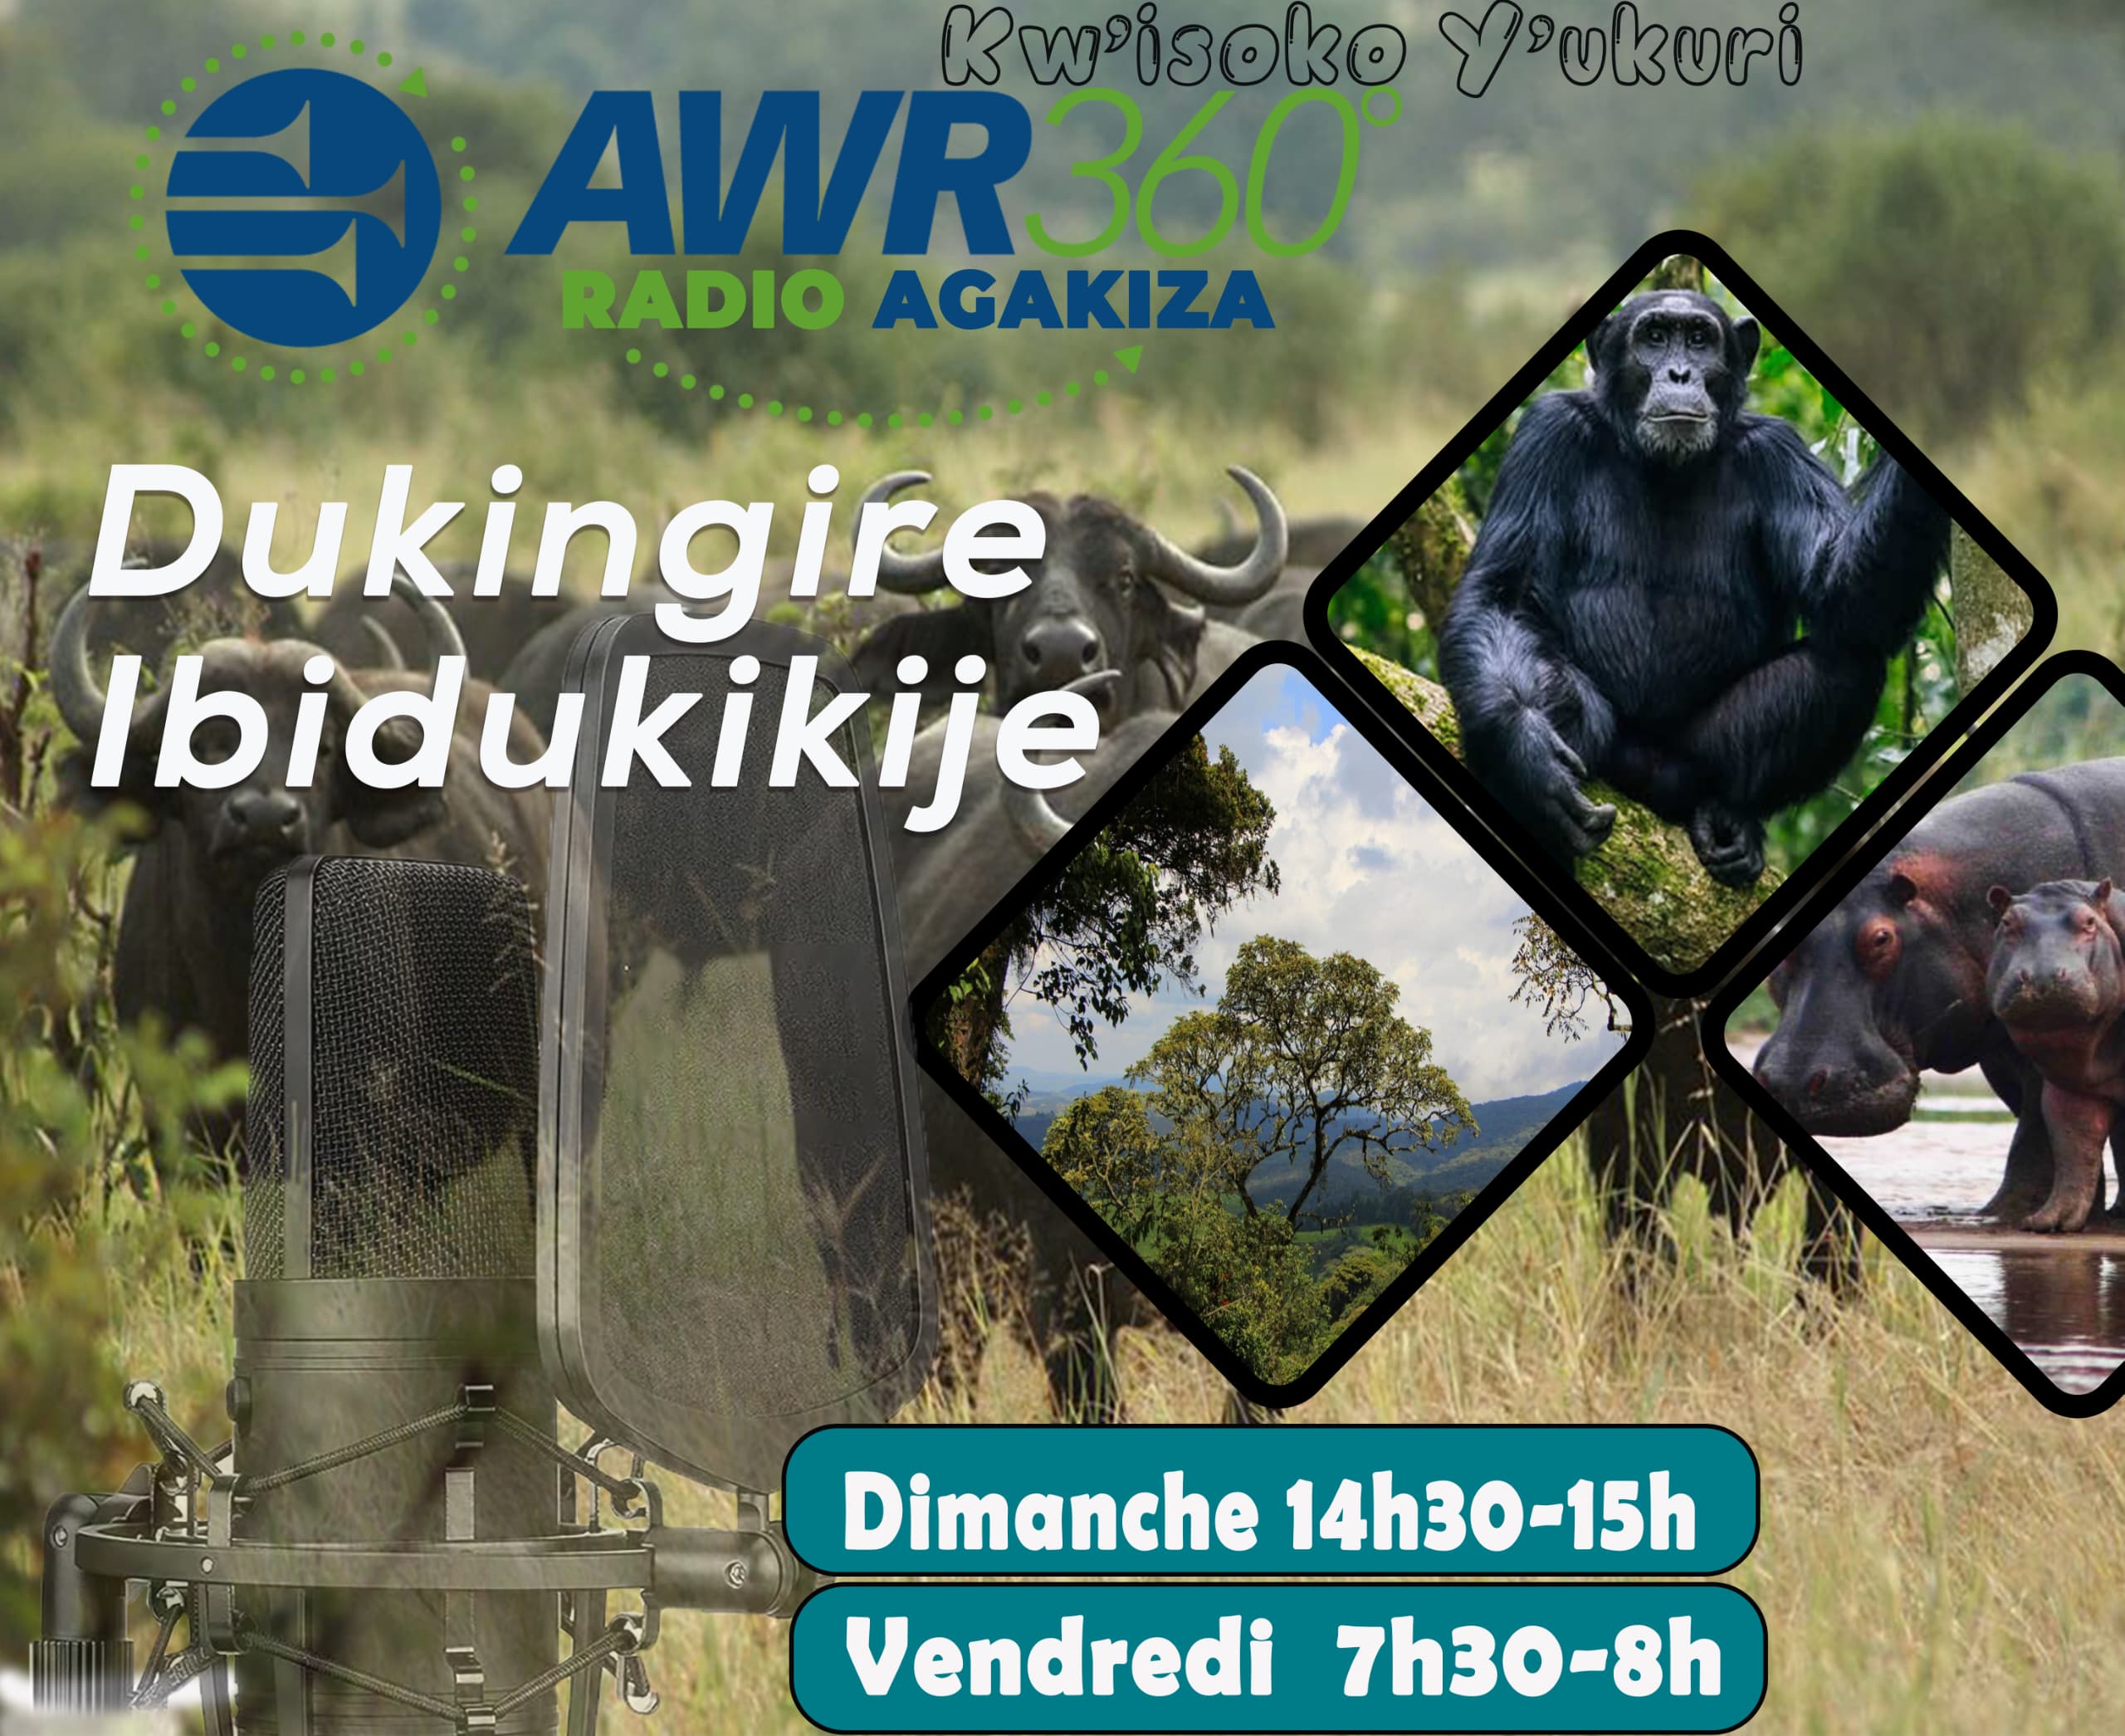 Kw'isoko Y'ukuri
AWR360°
RADIO AGAKIZA
Dukingire
Ibidukikije
Dimanche 14h30-15h
Vendredi 7h30-8h